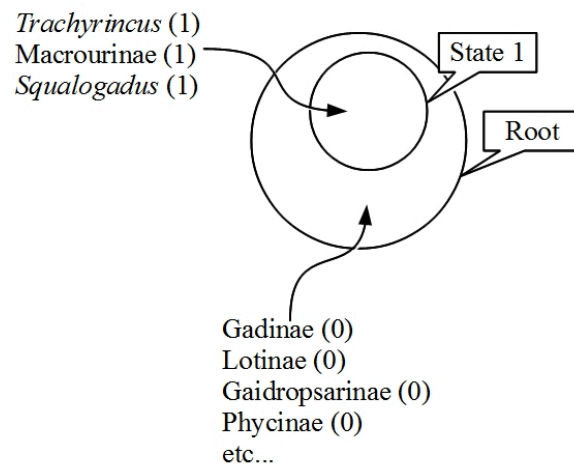 Trachyrincus (1)
Macrourinae (1)
Squalogadus (1)
State 1
Root
Gadinae (0)
Lotinae (0)
Gaidropsarinae (0)
Phycinae (0)
etc...